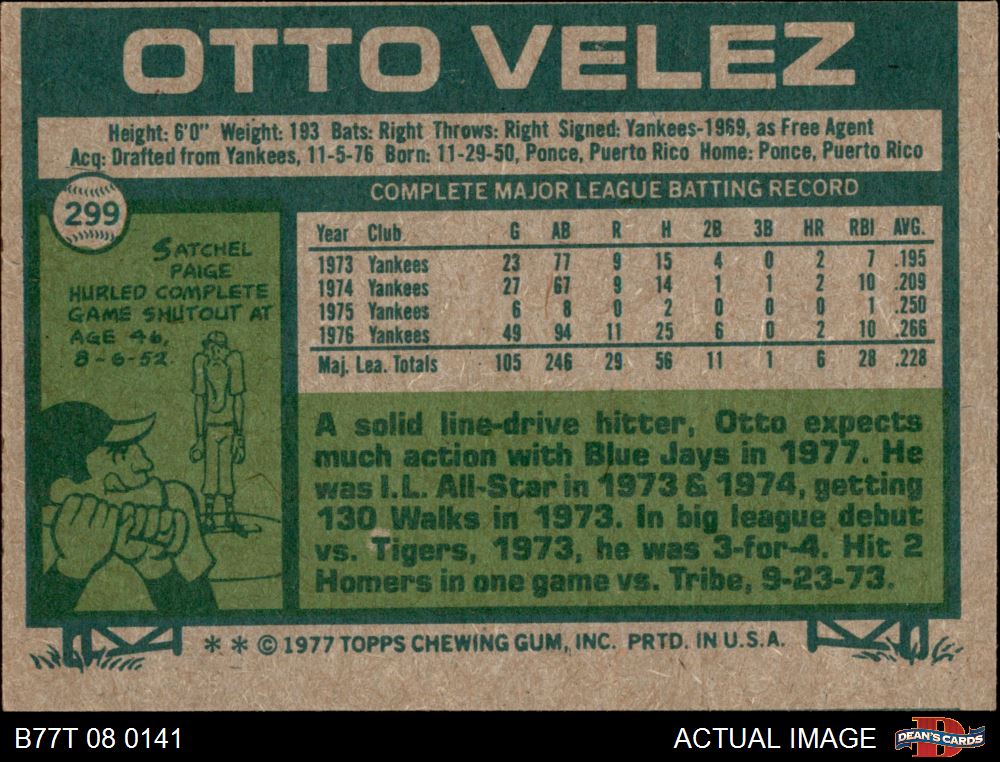 OTTO VELEZ
Height: 6'0" Weight: 193 Bats: Right Throws: Right Signed: Yankees-1969, as Free Agent
Acq: Drafted from Yankees, 11-5-76 Born: 11-29-50, Ponce, Puerto Rico Home: Ponce, Puerto Rico
299
SATCHEL
PAIGE
HURLED COMPLETE
GAME SHUTOUT AT
AGE 46,
8-6-52
COMPLETE MAJOR LEAGUE BATTING RECORD
Year Club G AB R H 2B 3B HR RBI AVG.
1973 Yankees 23 77 9 15 4 0 2 7 .195
1974 Yankees 27 67 9 14 1 1 2 10 .209
1975 Yankees 6 8 0 2 0 0 0 1 .250
1976 Yankees 49 94 11 25 6 0 2 10 .266
Maj. Lea. Totals 105 246 29 56 11 1 6 28 .228
A solid line-drive hitter, Otto expects
much action with Blue Jays in 1977. He
was I.L. All-Star in 1973 & 1974, getting
130 Walks in 1973. In big league debut
vs. Tigers, 1973, he was 3-for-4. Hit 2
Homers in one game vs. Tribe, 9-23-73.
* * © 1977 TOPPS CHEWING GUM, INC. PRTD. IN U.S.A.
B77T 08 0141
ACTUAL IMAGE
DEAN'S CARDS